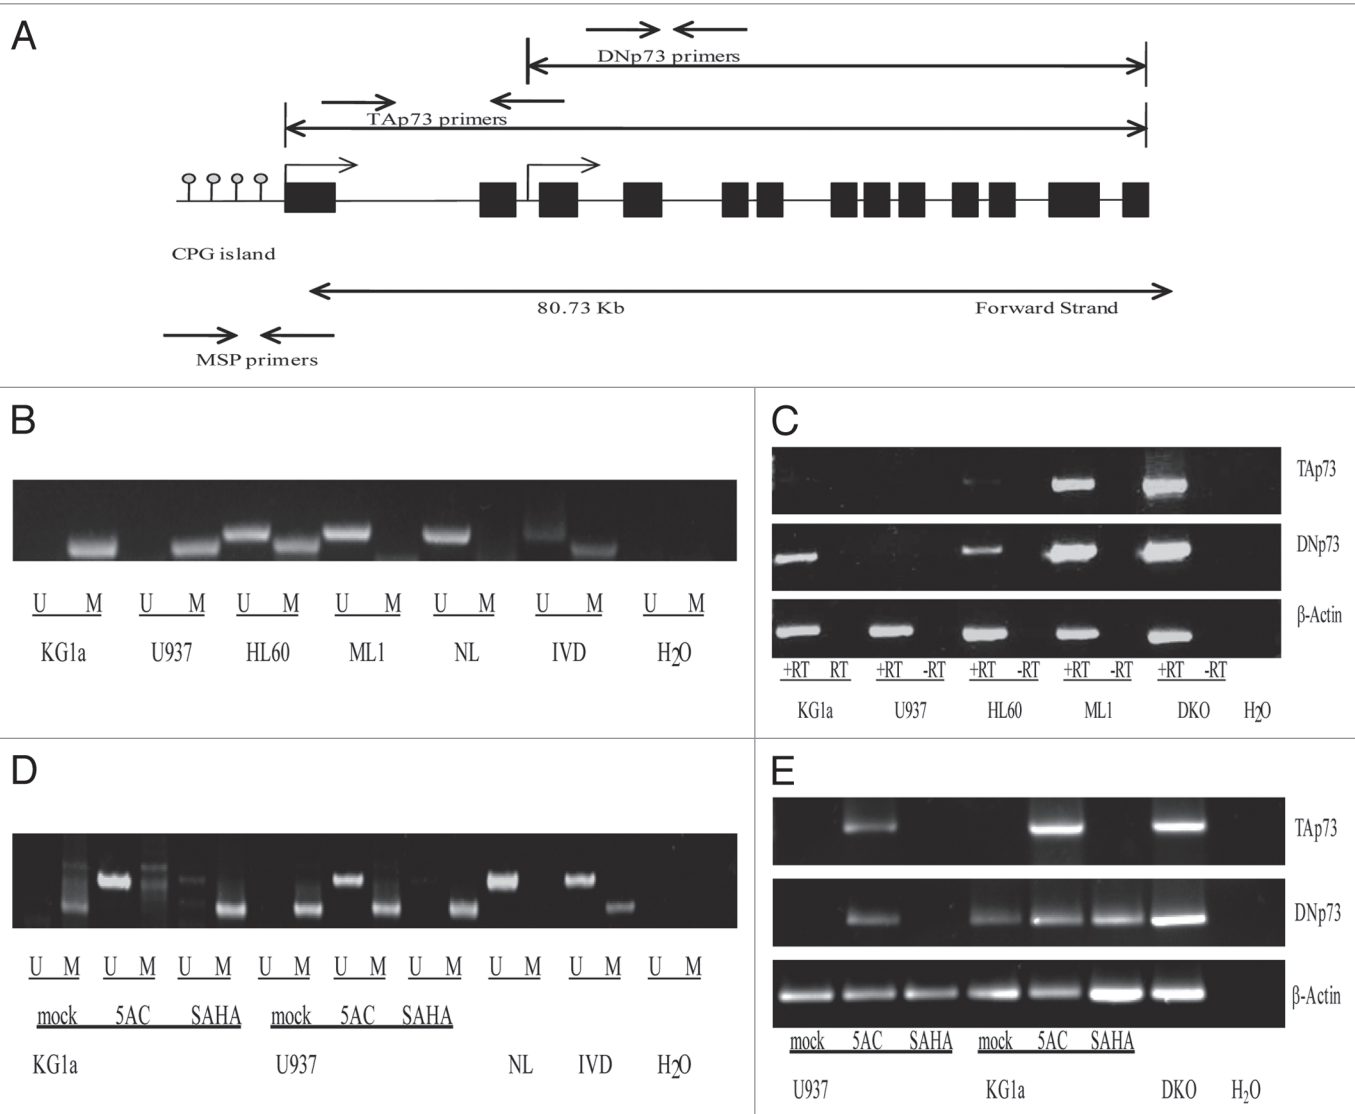 A
DNp73 primers
TAp73 primers
CPG island
80.73 Kb Forward Strand
MSP primers
B
U M U M U M U M U M U M U M
KG1a U937 HL60 ML1 NL IVD H2O
C
TAp73
DNp73
β-Actin
+RT RT +RT -RT +RT -RT +RT -RT +RT -RT
KG1a U937 HL60 ML1 DKO H2O
D
U M U M U M U M U M U M U M U M U M
mock 5AC SAHA mock 5AC SAHA
KG1a U937 NL IVD H2O
E
TAp73
DNp73
β-Actin
mock 5AC SAHA mock 5AC SAHA
U937 KG1a DKO H2O